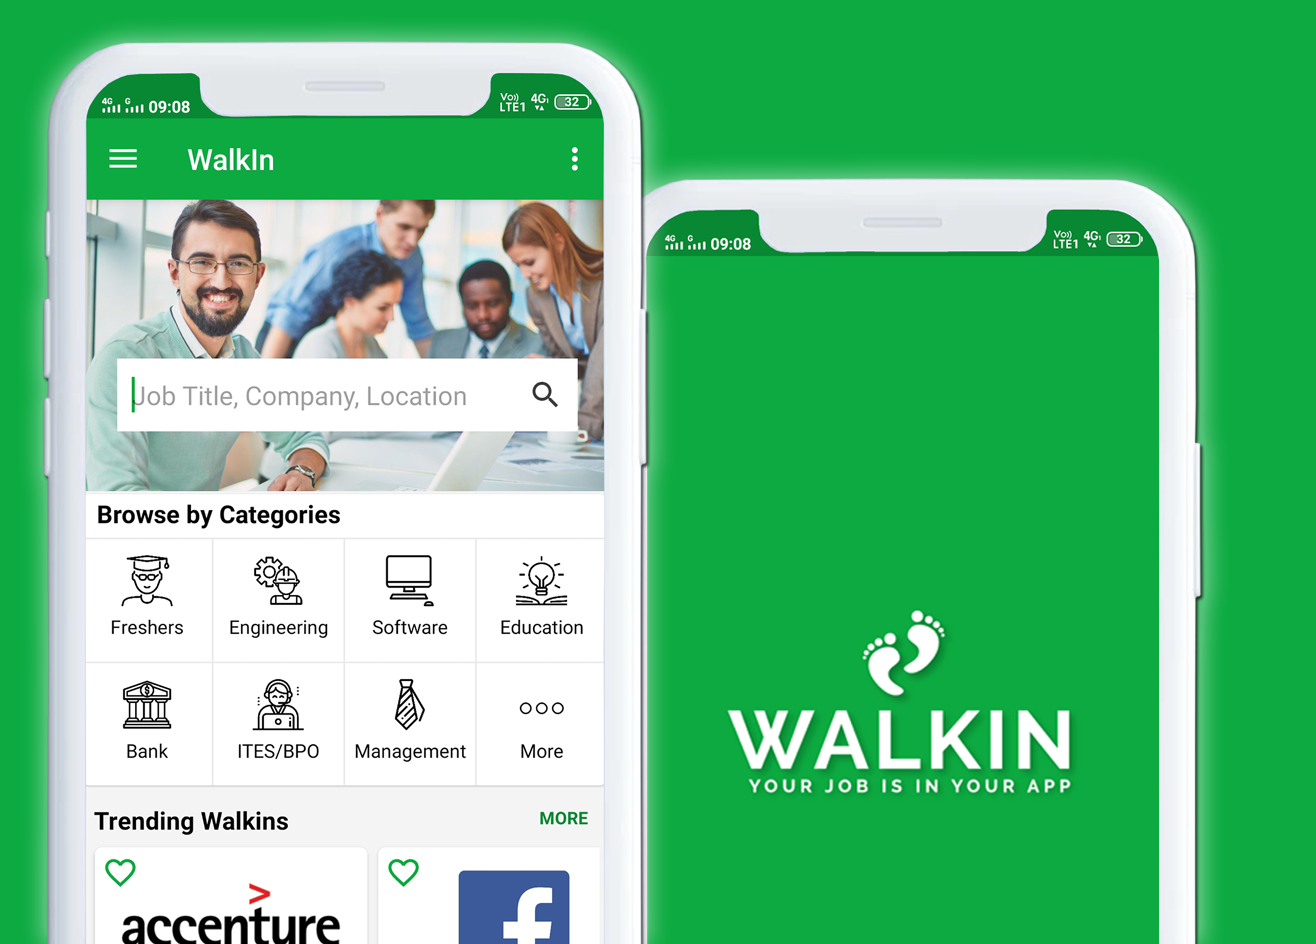 4G G 09:08
Vo)) LTE1 4G 32
WalkIn
Job Title, Company, Location
Browse by Categories
Freshers Engineering Software Education
Bank ITES/BPO Management More
Trending Walkins MORE
accenture f
4G G 09:08
Vo)) LTE1 4G 32
WALKIN
YOUR JOB IS IN YOUR APP